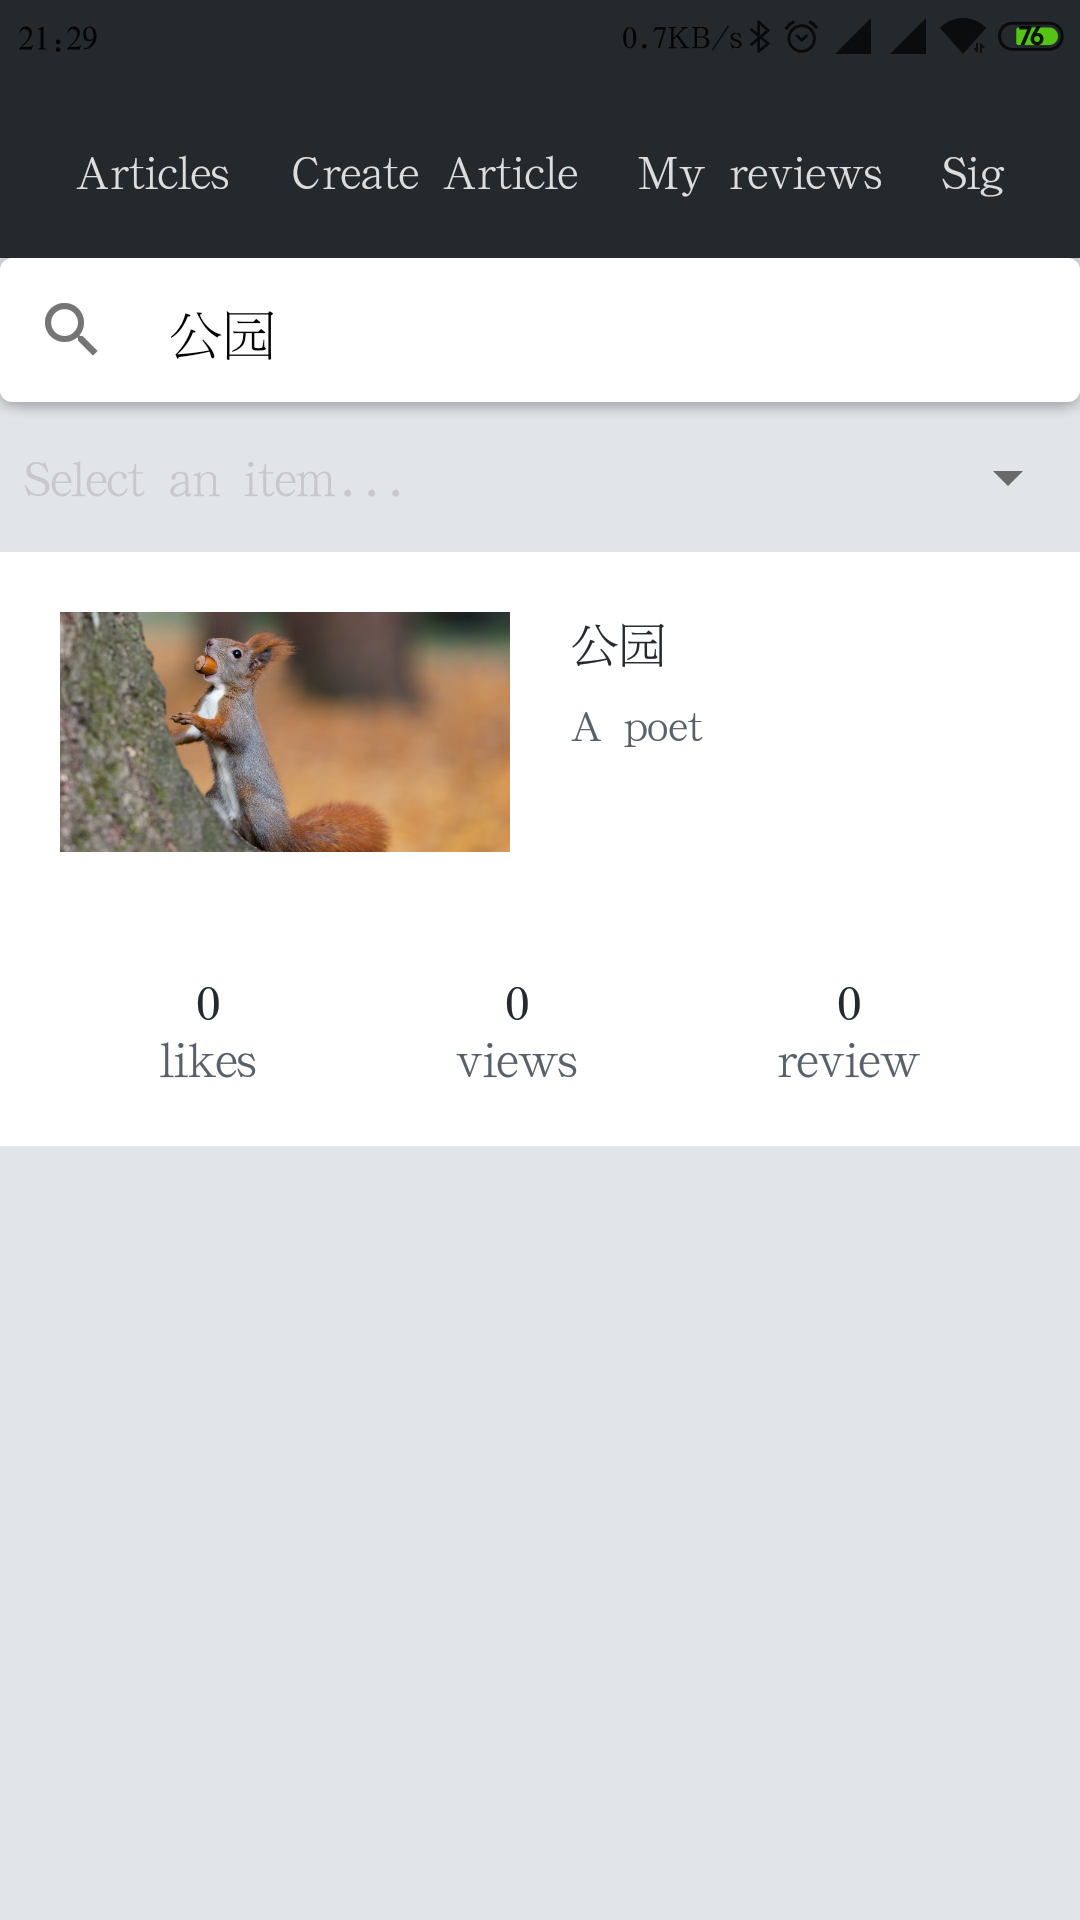 21:29 0.7KB/s 76
Articles Create Article My reviews Sig
公园
Select an item...
公园
A poet
0 0 0
likes views review